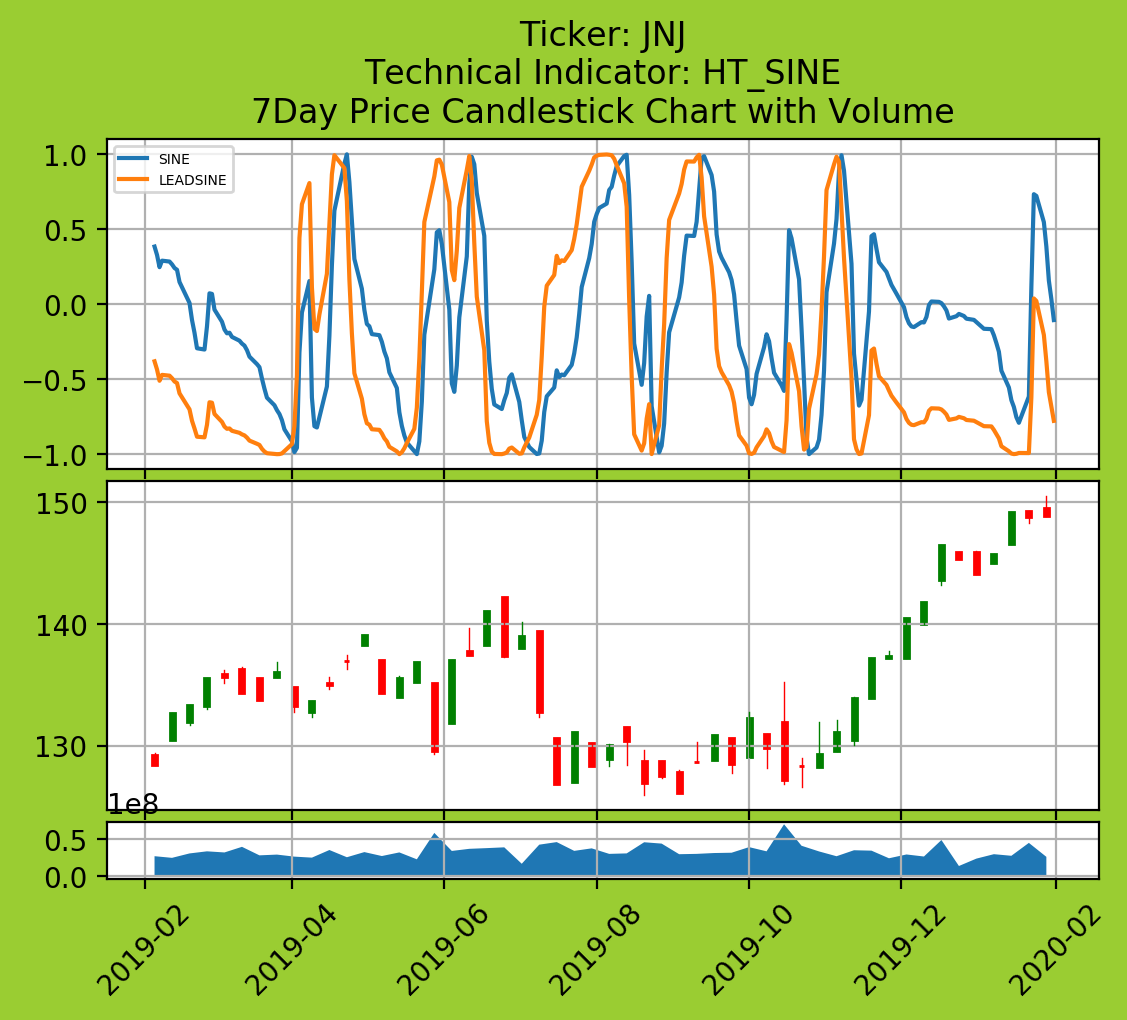 Ticker: JNJ
Technical Indicator: HT_SINE
7Day Price Candlestick Chart with Volume
SINE
LEADSINE
1.0
0.5
0.0
−0.5
−1.0
150
140
130
1e8
0.5
0.0
2019-02
2019-04
2019-06
2019-08
2019-10
2019-12
2020-02